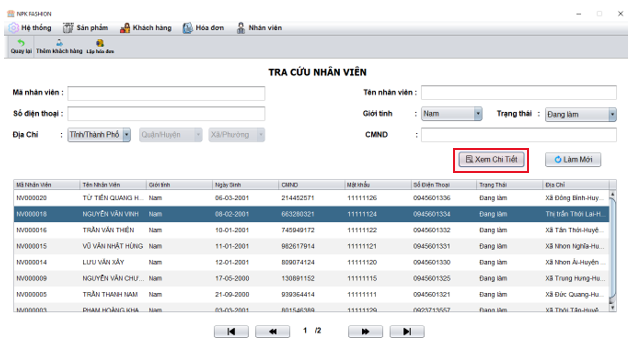 NPK FASHION
Hệ thống Sản phẩm Khách hàng Hóa đơn Nhân viên
Quay lại Thêm khách hàng Lập hóa đơn
TRA CỨU NHÂN VIÊN
Mã nhân viên : Tên nhân viên :
Số điện thoại : Giới tính : Nam Trạng thái : Đang làm
Địa Chỉ : Tỉnh/Thành Phố Quận/Huyện Xã/Phường CMND :
Xem Chi Tiết Làm Mới
Mã Nhân Viên Tên Nhân Viên Giới tính Ngày Sinh CMND Mật khẩu Số Điện Thoại Trạng Thái Địa Chỉ
NV000020 TỪ TIẾN QUANG H... Nam 06-03-2001 214452571 11111126 0945601336 Đang làm Xã Đông Bình-Huy...
NV000018 NGUYỄN VĂN VINH Nam 08-02-2001 663280321 11111124 0945601334 Đang làm Thị trấn Thới Lai-H...
NV000016 TRẦN VĂN THIỆN Nam 10-01-2001 745949172 11111122 0945601332 Đang làm Xã Tân Thới-Huyệ...
NV000015 VŨ VĂN NHẤT HÙNG Nam 11-01-2001 982617914 11111121 0945601331 Đang làm Xã Nhơn Nghĩa-Hu...
NV000014 LƯU VĂN XÂY Nam 12-01-2001 809074124 11111120 0945601330 Đang làm Xã Nhơn Ái-Huyện ...
NV000009 NGUYỄN VĂN CHƯ... Nam 17-05-2000 130891152 11111115 0945601325 Đang làm Xã Trung Hưng-Hu...
NV000005 TRẦN THANH NAM Nam 21-09-2000 939364414 11111111 0945601321 Đang làm Xã Đức Quang-Hu...
NV000003 PHẠM HOÀNG KHA Nam 03-03-2001 801546389 11111129 0923713557 Đang làm Xã Thới Tân-Huyệ...
1 /2